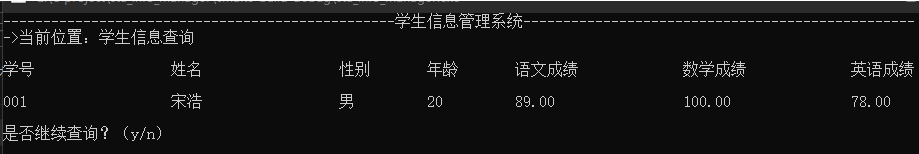 ------------------------------------------------学生信息管理系统------------------------------------------------
->当前位置：学生信息查询
学号 姓名 性别 年龄 语文成绩 数学成绩 英语成绩
001 宋浩 男 20 89.00 100.00 78.00
是否继续查询？（y/n）